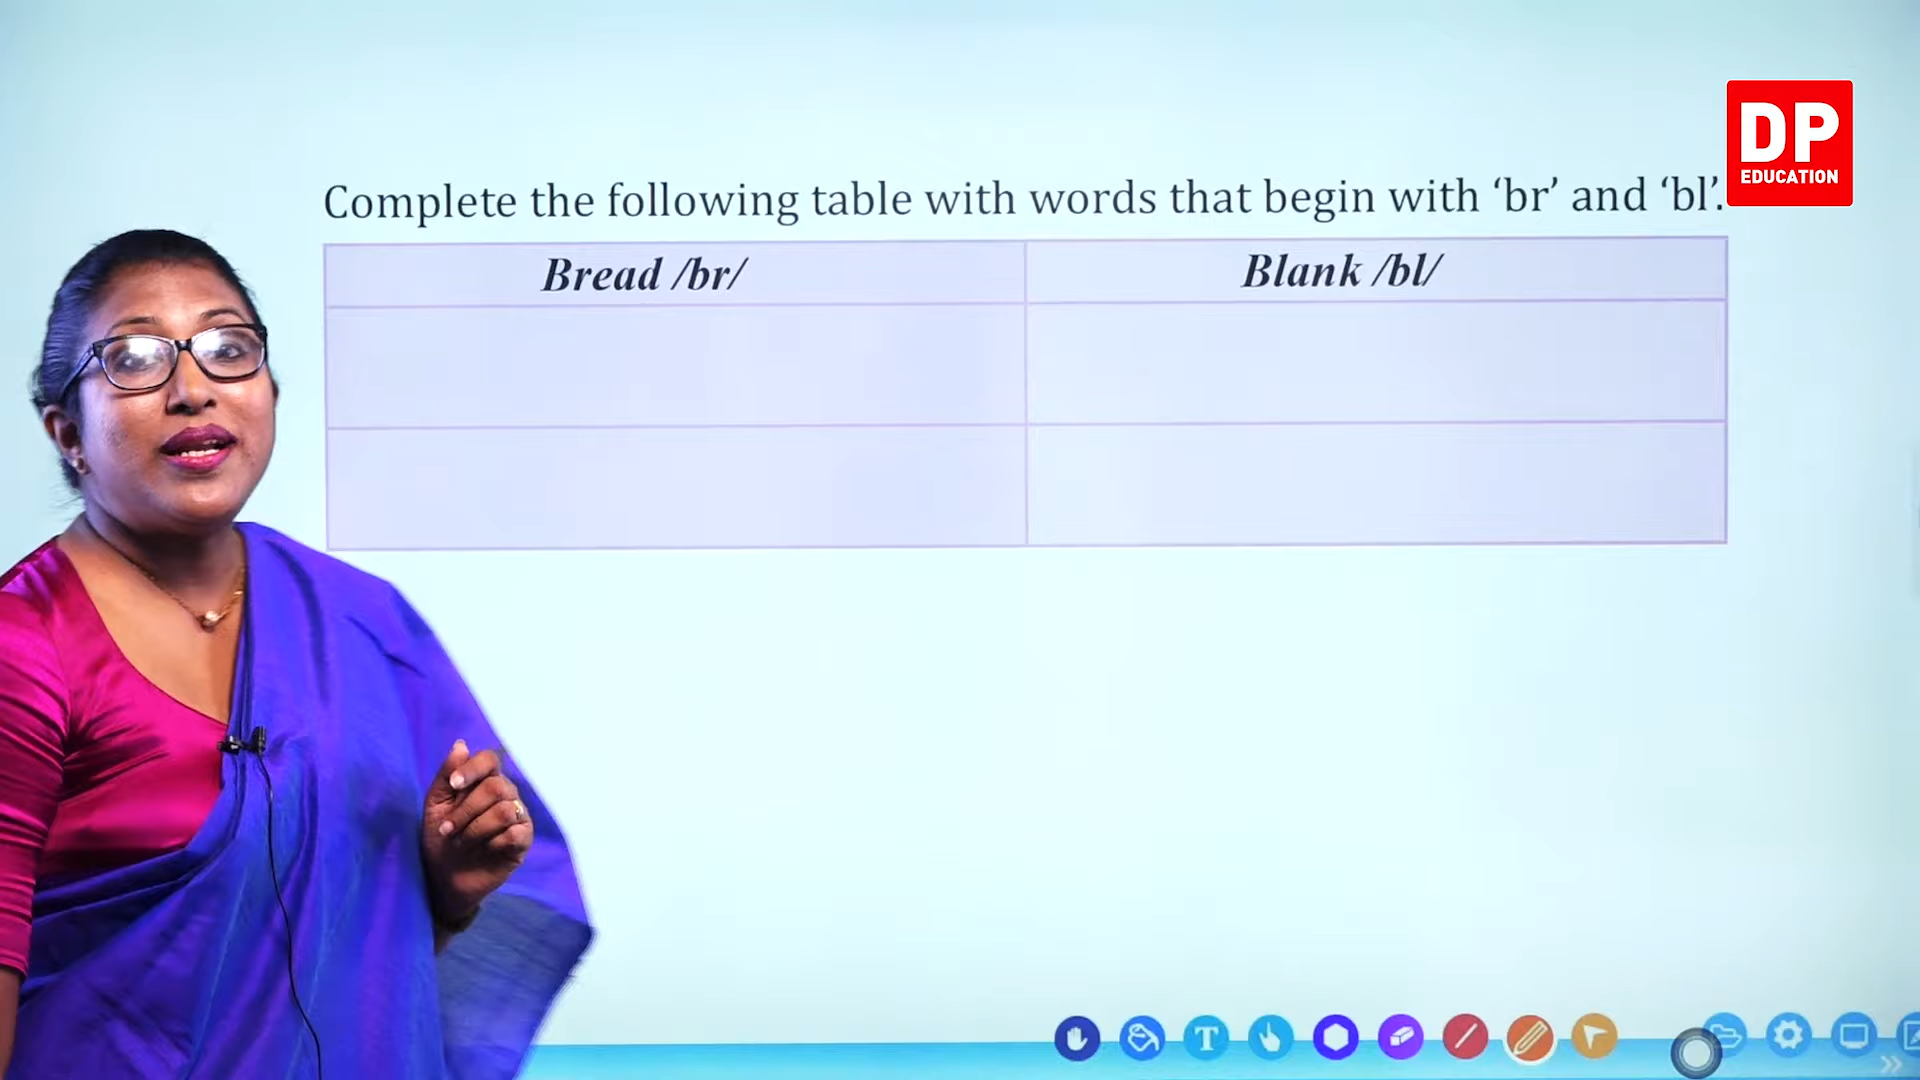 DP
EDUCATION
Complete the following table with words that begin with ‘br’ and ‘bl’.
Bread /br/
Blank /bl/
T